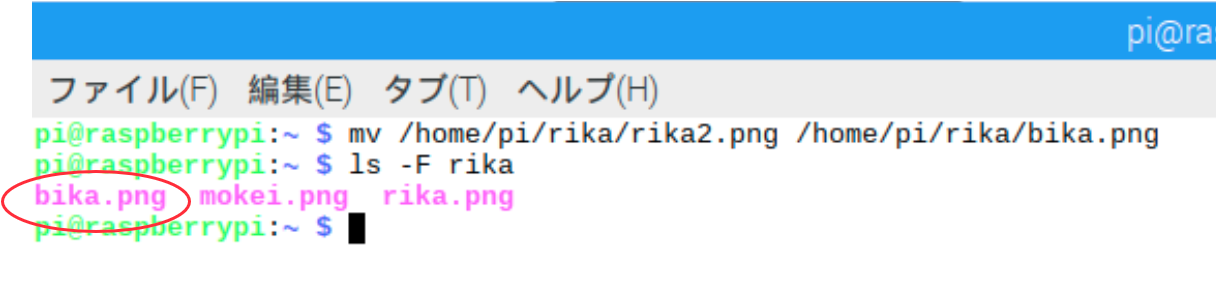 pi@ra
ファイル(F) 編集(E) タブ(T) ヘルプ(H)
pi@raspberrypi:~ $ mv /home/pi/rika/rika2.png /home/pi/rika/bika.png
pi@raspberrypi:~ $ ls -F rika
bika.png mokei.png rika.png
pi@raspberrypi:~ $